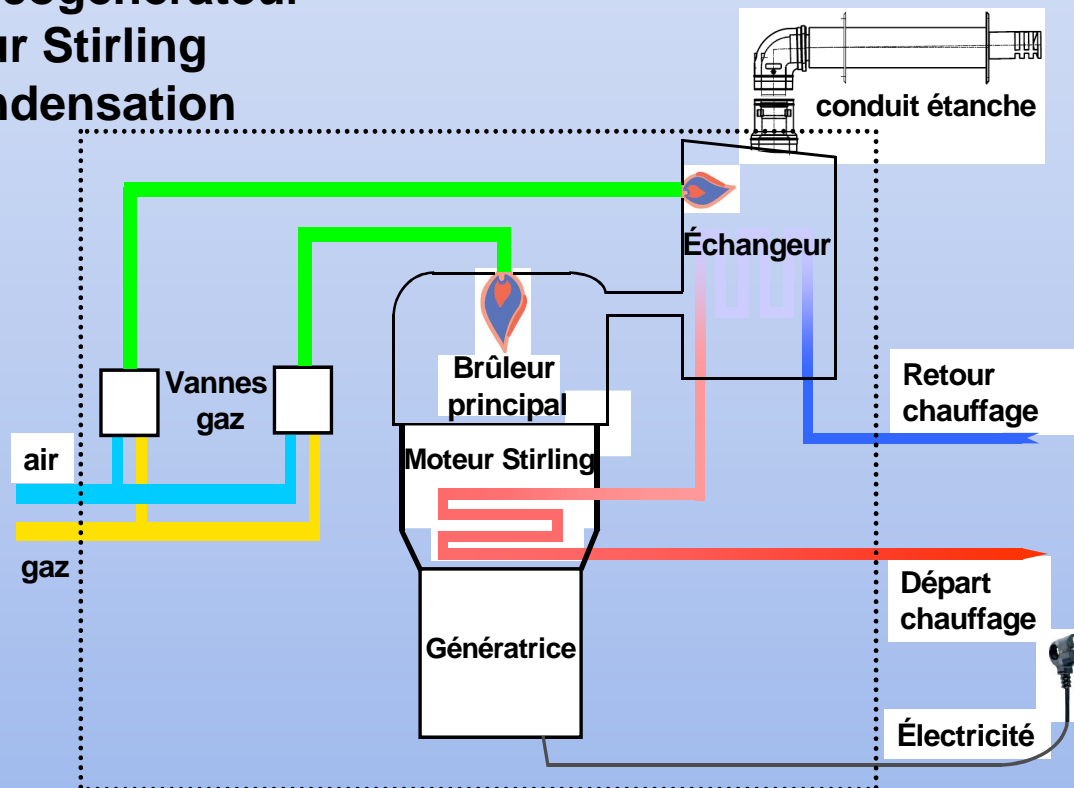 cogénérateur
ur Stirling
ndensation
conduit étanche
Échangeur
Brûleur
principal
Vannes
gaz
Retour
chauffage
air
Moteur Stirling
gaz
Départ
chauffage
Génératrice
Électricité